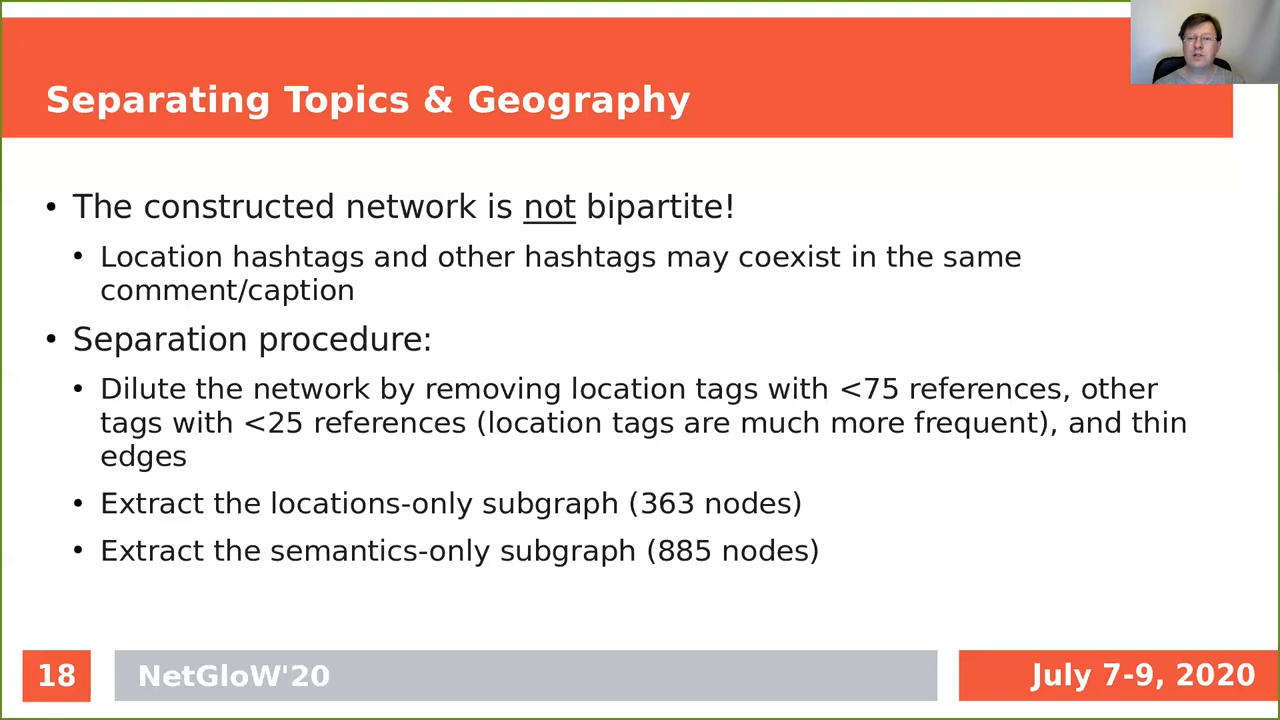 Separating Topics & Geography
• The constructed network is not bipartite!
• Location hashtags and other hashtags may coexist in the same
comment/caption
• Separation procedure:
• Dilute the network by removing location tags with <75 references, other
tags with <25 references (location tags are much more frequent), and thin
edges
• Extract the locations-only subgraph (363 nodes)
• Extract the semantics-only subgraph (885 nodes)
18
NetGloW'20
July 7-9, 2020